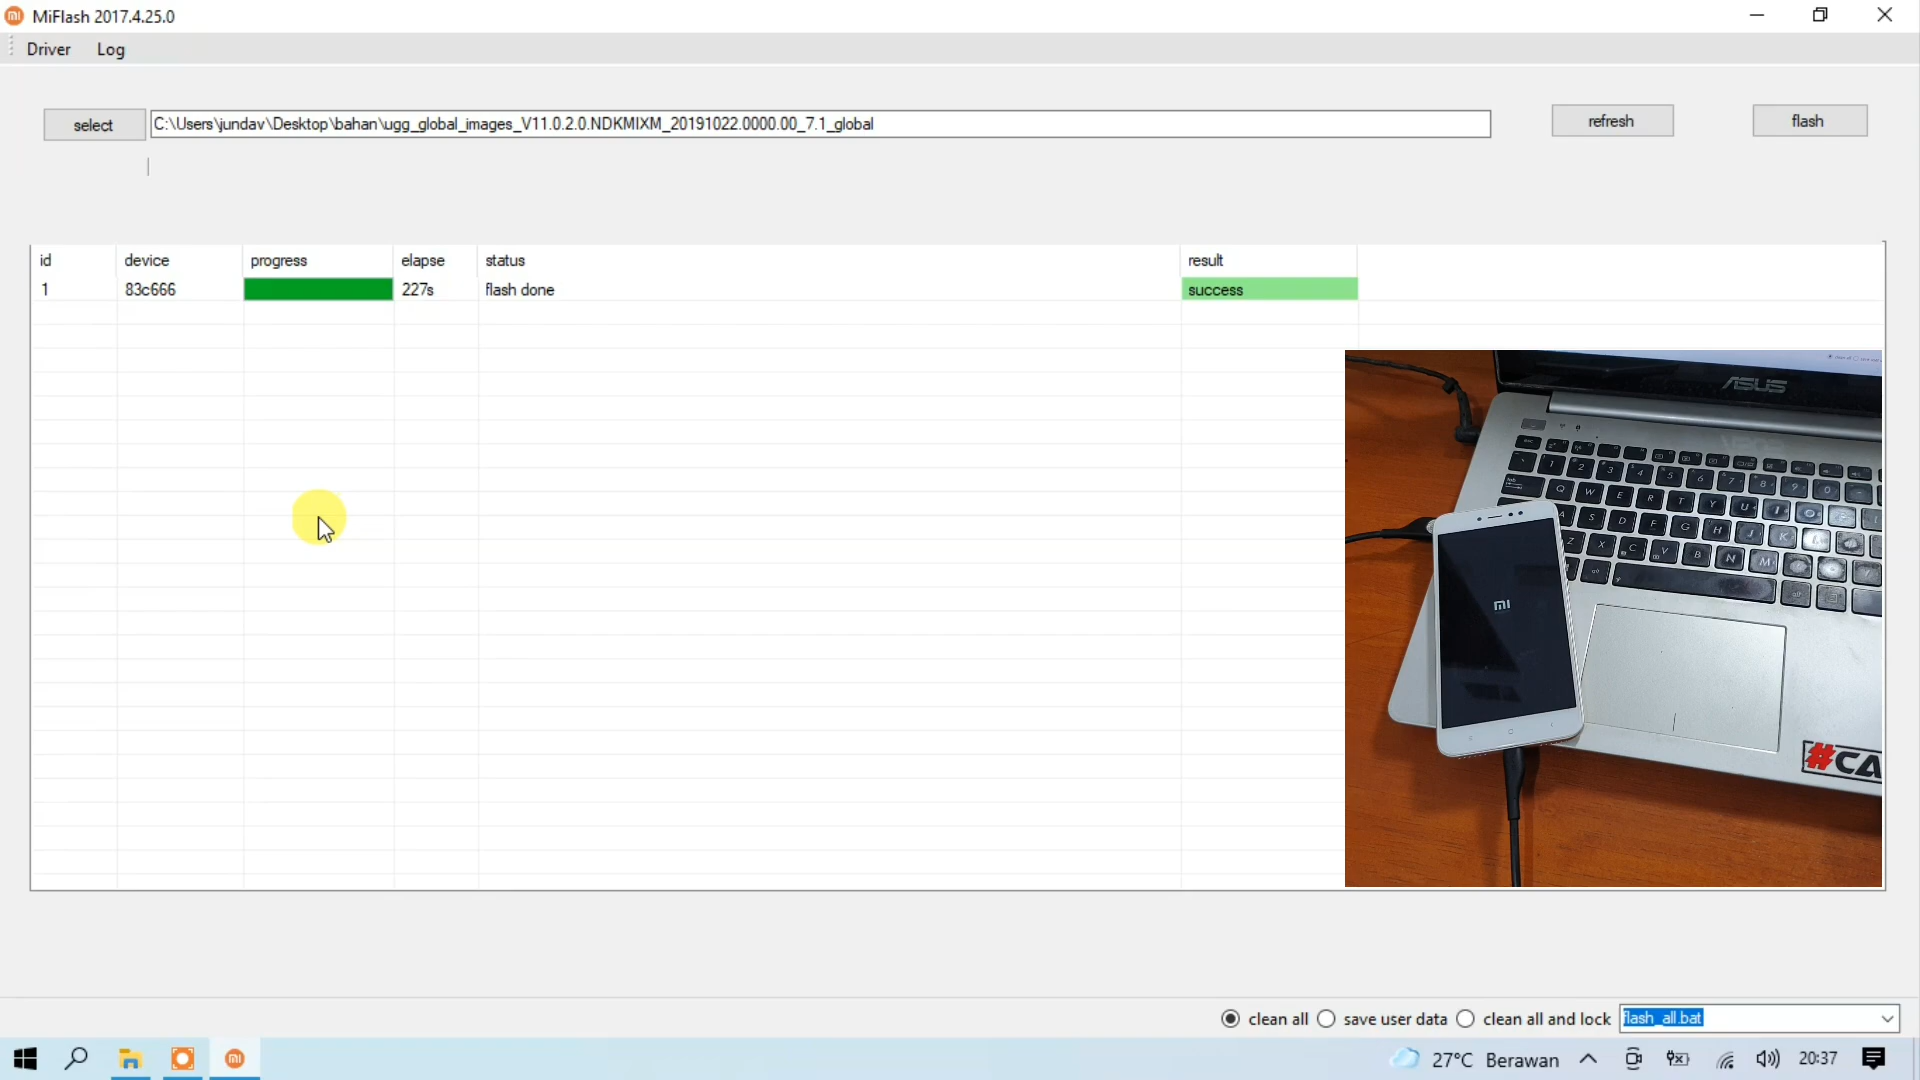 MiFlash 2017.4.25.0
Driver Log
select C:\Users\jundav\Desktop\bahan\ugg_global_images_V11.0.2.0.NDKMIXM_20191022.0000.00_7.1_global refresh flash
id device progress elapse status result
1 83c666 227s flash done success
ASUS
#CA
clean all save user data clean all and lock flash_all.bat
27°C Berawan 20:37